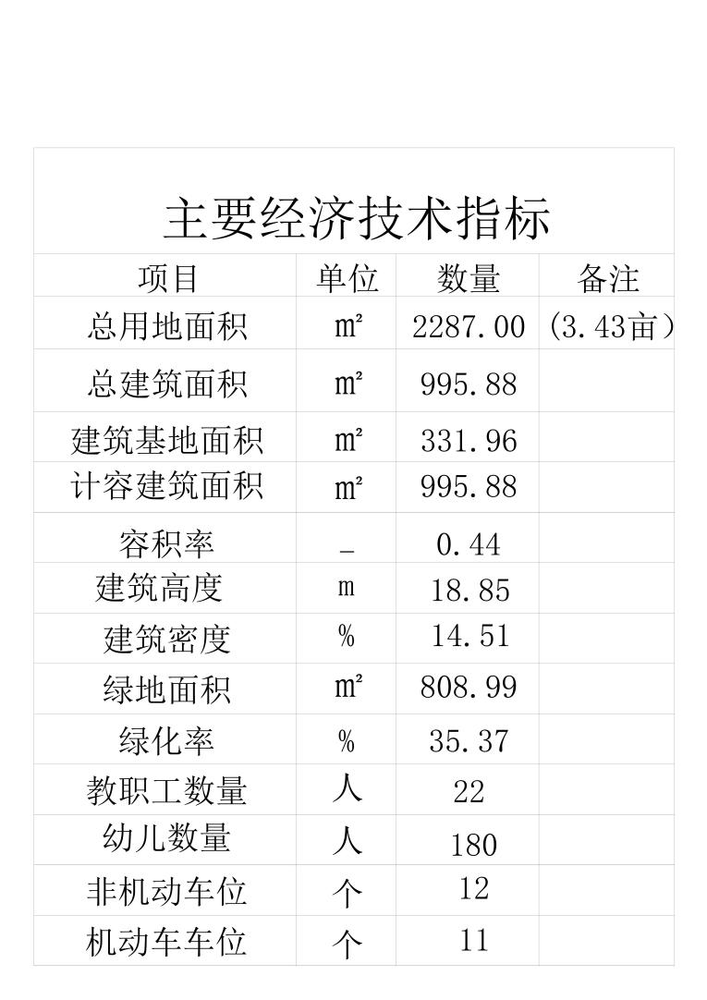 主要经济技术指标
项目 单位 数量 备注
总用地面积 m² 2287.00 (3.43亩)
总建筑面积 m² 995.88
建筑基地面积 m² 331.96
计容建筑面积 m² 995.88
容积率 — 0.44
建筑高度 m 18.85
建筑密度 % 14.51
绿地面积 m² 808.99
绿化率 % 35.37
教职工数量 人 22
幼儿数量 人 180
非机动车位 个 12
机动车车位 个 11